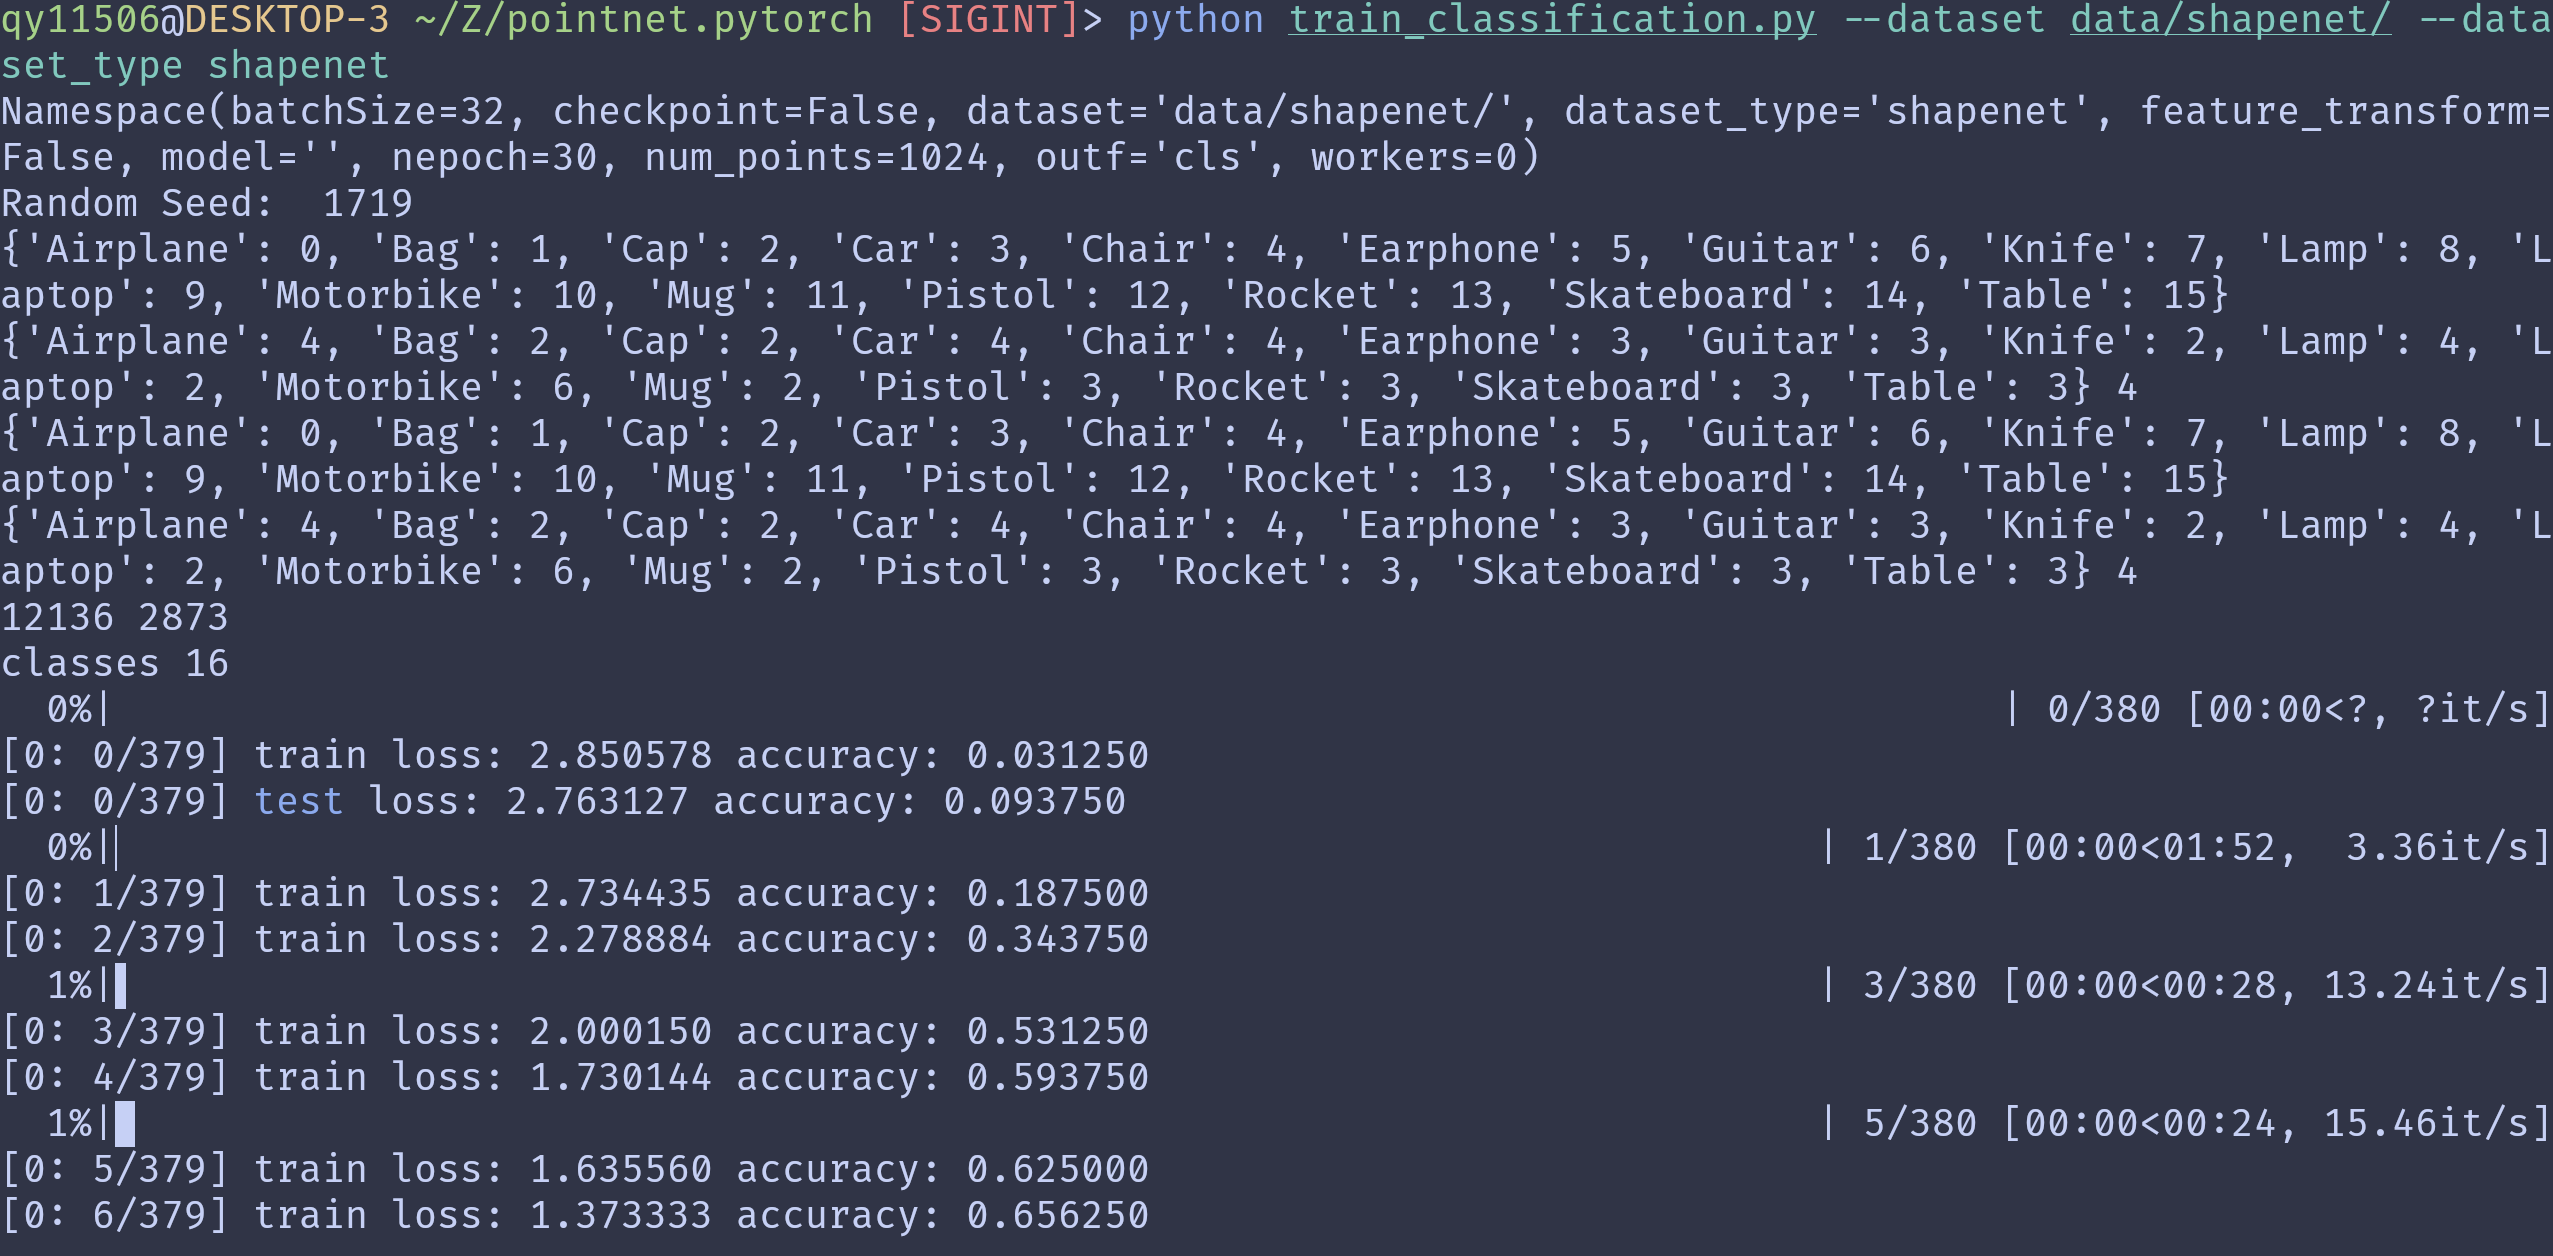 qy11506@DESKTOP-3 ~/Z/pointnet.pytorch [SIGINT]> python train_classification.py --dataset data/shapenet/ --data
set_type shapenet
Namespace(batchSize=32, checkpoint=False, dataset='data/shapenet/', dataset_type='shapenet', feature_transform=
False, model='', nepoch=30, num_points=1024, outf='cls', workers=0)
Random Seed:  1719
{'Airplane': 0, 'Bag': 1, 'Cap': 2, 'Car': 3, 'Chair': 4, 'Earphone': 5, 'Guitar': 6, 'Knife': 7, 'Lamp': 8, 'L
aptop': 9, 'Motorbike': 10, 'Mug': 11, 'Pistol': 12, 'Rocket': 13, 'Skateboard': 14, 'Table': 15}
{'Airplane': 4, 'Bag': 2, 'Cap': 2, 'Car': 4, 'Chair': 4, 'Earphone': 3, 'Guitar': 3, 'Knife': 2, 'Lamp': 4, 'L
aptop': 2, 'Motorbike': 6, 'Mug': 2, 'Pistol': 3, 'Rocket': 3, 'Skateboard': 3, 'Table': 3} 4
{'Airplane': 0, 'Bag': 1, 'Cap': 2, 'Car': 3, 'Chair': 4, 'Earphone': 5, 'Guitar': 6, 'Knife': 7, 'Lamp': 8, 'L
aptop': 9, 'Motorbike': 10, 'Mug': 11, 'Pistol': 12, 'Rocket': 13, 'Skateboard': 14, 'Table': 15}
{'Airplane': 4, 'Bag': 2, 'Cap': 2, 'Car': 4, 'Chair': 4, 'Earphone': 3, 'Guitar': 3, 'Knife': 2, 'Lamp': 4, 'L
aptop': 2, 'Motorbike': 6, 'Mug': 2, 'Pistol': 3, 'Rocket': 3, 'Skateboard': 3, 'Table': 3} 4
12136 2873
classes 16
  0%|          | 0/380 [00:00<?, ?it/s]
[0: 0/379] train loss: 2.850578 accuracy: 0.031250
[0: 0/379] test loss: 2.763127 accuracy: 0.093750
  0%|▏          | 1/380 [00:00<01:52,  3.36it/s]
[0: 1/379] train loss: 2.734435 accuracy: 0.187500
[0: 2/379] train loss: 2.278884 accuracy: 0.343750
  1%|▌          | 3/380 [00:00<00:28, 13.24it/s]
[0: 3/379] train loss: 2.000150 accuracy: 0.531250
[0: 4/379] train loss: 1.730144 accuracy: 0.593750
  1%|▉          | 5/380 [00:00<00:24, 15.46it/s]
[0: 5/379] train loss: 1.635560 accuracy: 0.625000
[0: 6/379] train loss: 1.373333 accuracy: 0.656250